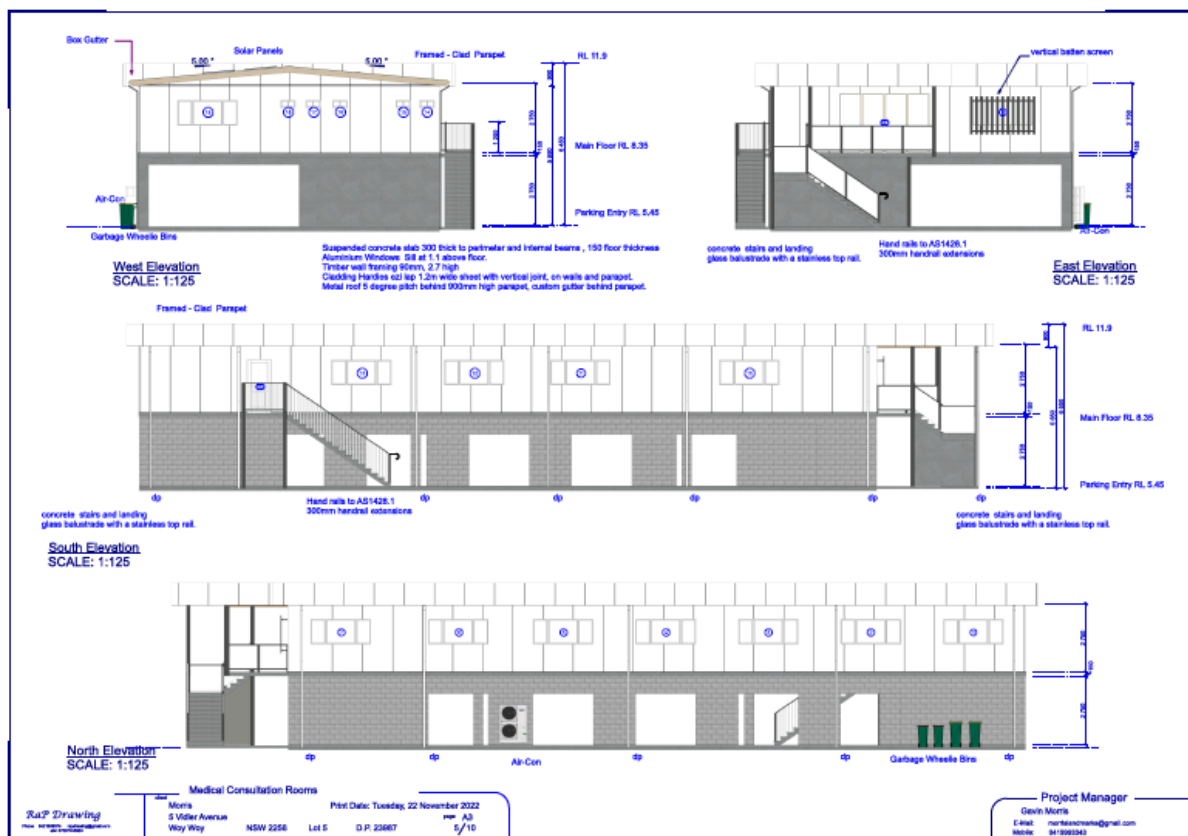 Box Gutter
Solar Panels
Framed - Clad Parapet
5.00 °
5.00 °
RL 11.9
Main Floor RL 8.35
Parking Entry RL 5.45
Air-Con
Garbage Wheelie Bins
West Elevation
SCALE: 1:125
Suspended concrete slab 300 thick to perimeter and internal beams , 150 floor thickness
Aluminium Windows Sill at 1.1 above floor.
Timber wall framing 90mm, 2.7 high
Cladding Hardies ezi lap 1.2m wide sheet with vertical joint, on walls and parapet.
Metal roof 5 degree pitch behind 900mm high parapet, custom gutter behind parapet.
vertical batten screen
concrete stairs and landing
glass balustrade with a stainless top rail.
Hand rails to AS1428.1
300mm handrail extensions
Air-Con
East Elevation
SCALE: 1:125
Framed - Clad Parapet
RL 11.9
Main Floor RL 8.35
Parking Entry RL 5.45
dp
dp
dp
dp
dp
concrete stairs and landing
glass balustrade with a stainless top rail.
Hand rails to AS1428.1
300mm handrail extensions
concrete stairs and landing
glass balustrade with a stainless top rail.
South Elevation
SCALE: 1:125
North Elevation
SCALE: 1:125
dp
dp
Air-Con
dp
dp
Garbage Wheelie Bins
dp
RaP Drawing
Medical Consultation Rooms
client
Morris
5 Vidler Avenue
Woy Woy NSW 2256 Lot 5 D.P. 23987
Print Date: Tuesday, 22 November 2022
page A3
5/10
Project Manager
Gavin Morris
E-Mail:
Mobile: